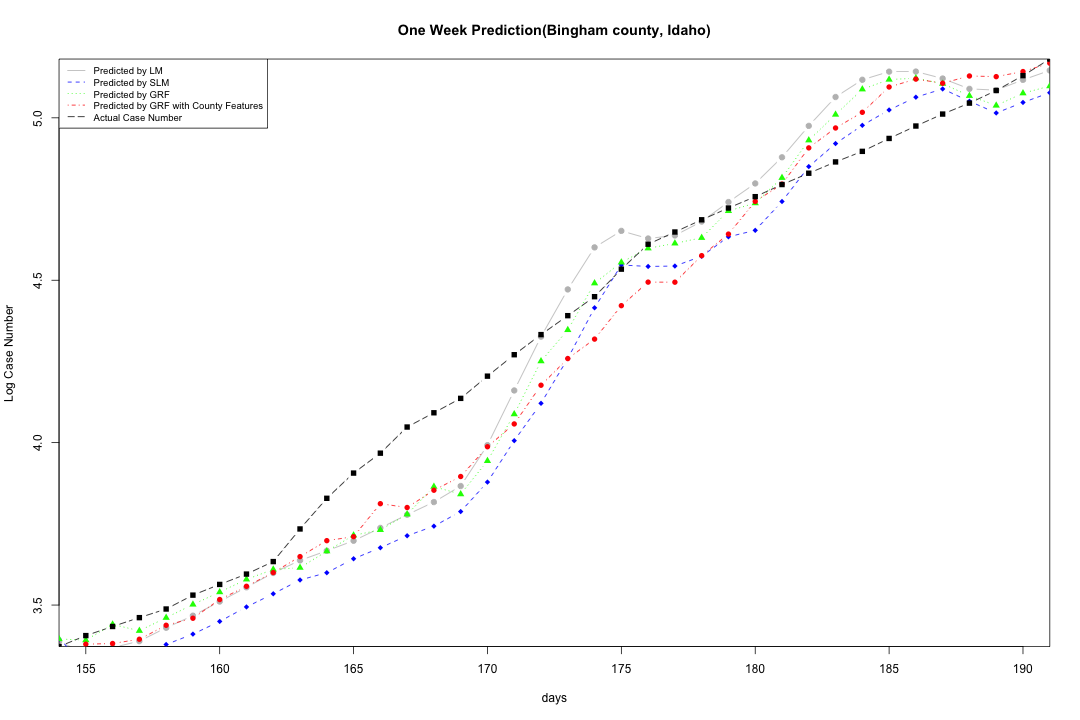 One Week Prediction(Bingham county, Idaho)
Predicted by LM
Predicted by SLM
Predicted by GRF
Predicted by GRF with County Features
Actual Case Number
5.0
4.5
4.0
3.5
Log Case Number
155 160 165 170 175 180 185 190
days